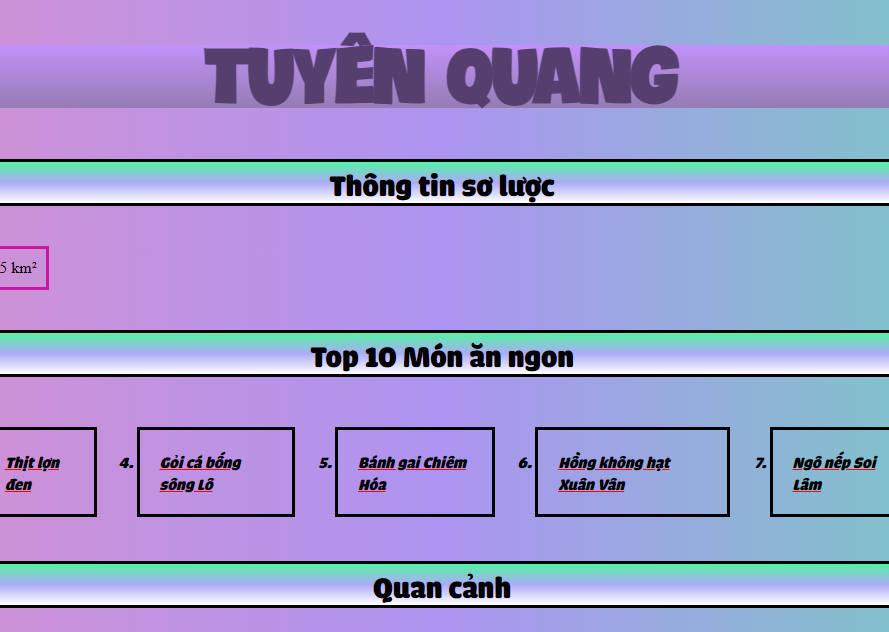 TUYÊN QUANG
Thông tin sơ lược
5 km²
Top 10 Món ăn ngon
Thịt lợn
đen
4. Gỏi cá bống
sông Lô
5. Bánh gai Chiêm
Hóa
6. Hồng không hạt
Xuân Vân
7. Ngô nếp Soi
Lâm
Quan cảnh